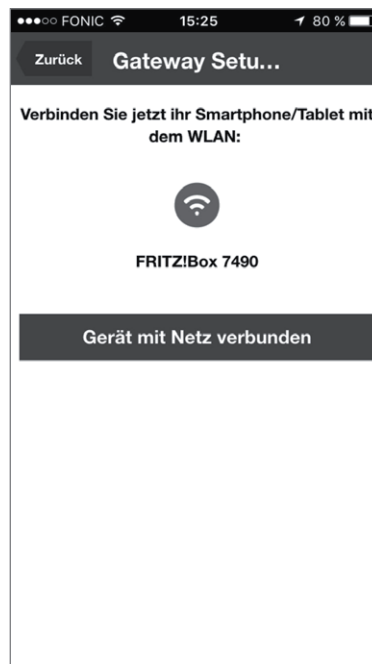 FONIC 15:25 80 %
Zurück Gateway Setu...
Verbinden Sie jetzt ihr Smartphone/Tablet mit
dem WLAN:
FRITZ!Box 7490
Gerät mit Netz verbunden